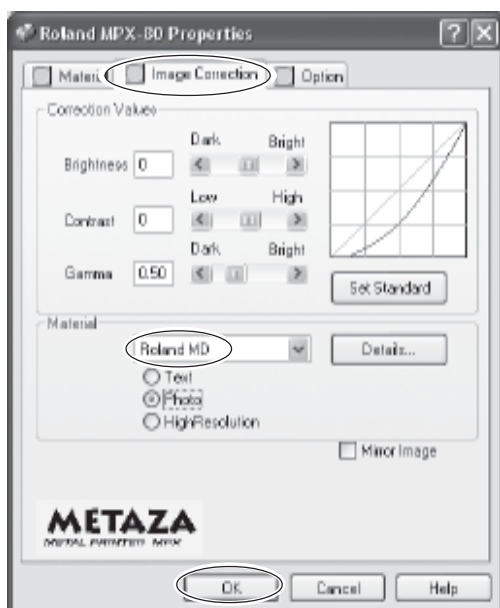 Roland MPX-80 Properties
Material Image Correction Option
Correction Values
Dark Bright
Brightness 0
Low High
Contrast 0
Dark Bright
Gamma 0.50
Set Standard
Material
Roland MD Details...
Text
Photo
HighResolution
Mirror Image
METAZA
METAL PRINTER MPX
OK Cancel Help